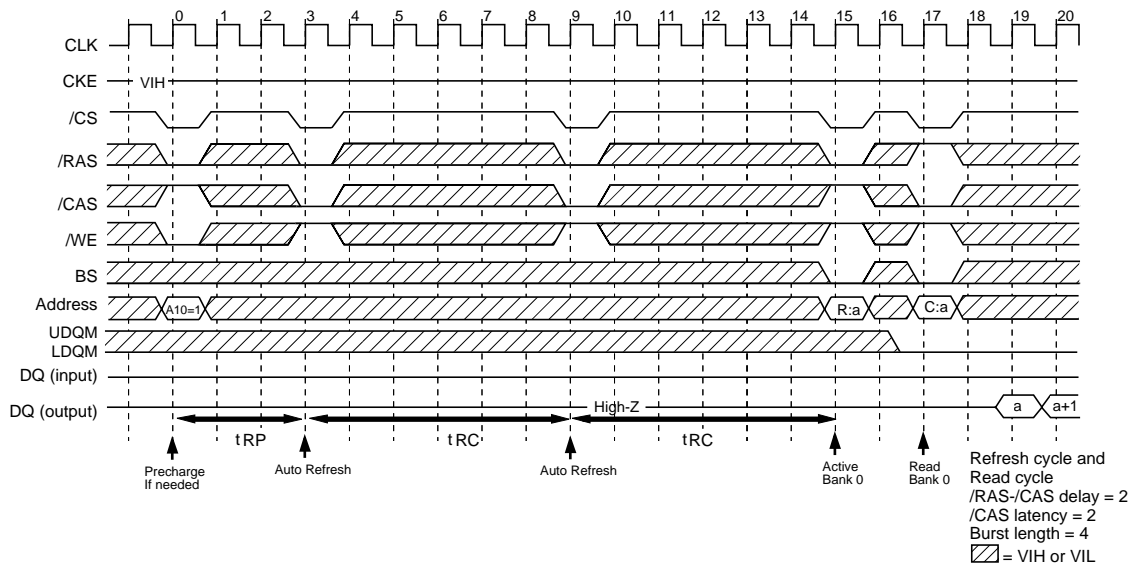 0 1 2 3 4 5 6 7 8 9 10 11 12 13 14 15 16 17 18 19 20
CLK
CKE VIH
/CS
/RAS
/CAS
/WE
BS
Address A10=1 R:a C:a
UDQM
LDQM
DQ (input)
DQ (output) High-Z a a+1
tRP tRC tRC
Precharge
If needed
Auto Refresh
Auto Refresh
Active
Bank 0
Read
Bank 0
Refresh cycle and
Read cycle
/RAS-/CAS delay = 2
/CAS latency = 2
Burst length = 4
= VIH or VIL